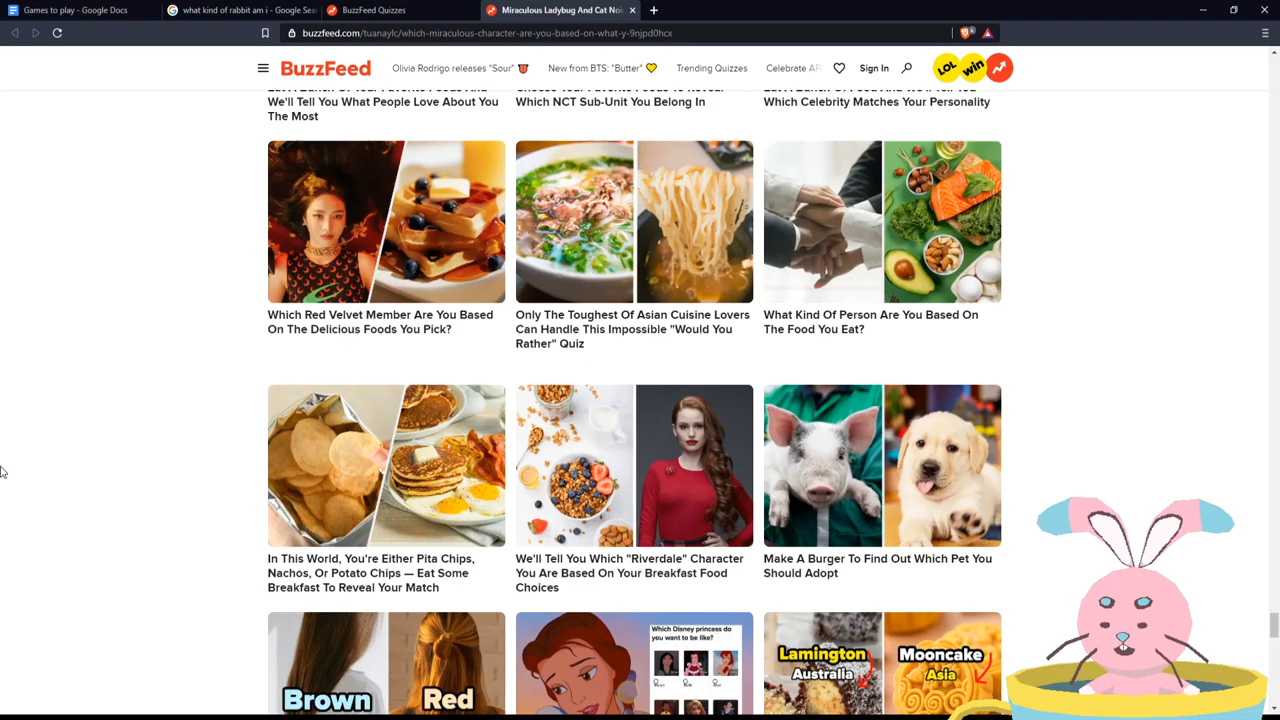 Games to play - Google Docs
what kind of rabbit am i - Google Sea
BuzzFeed Quizzes
Miraculous Ladybug And Cat Noi
buzzfeed.com/tuanaylc/which-miraculous-character-are-you-based-on-what-y-9njpd0hcx
BuzzFeed
Olivia Rodrigo releases "Sour"
New from BTS: "Butter"
Trending Quizzes
Celebrate AP
Sign In
LOL
win
We'll Tell You What People Love About You
The Most
Which NCT Sub-Unit You Belong In
Which Celebrity Matches Your Personality
Which Red Velvet Member Are You Based
On The Delicious Foods You Pick?
Only The Toughest Of Asian Cuisine Lovers
Can Handle This Impossible "Would You
Rather" Quiz
What Kind Of Person Are You Based On
The Food You Eat?
In This World, You're Either Pita Chips,
Nachos, Or Potato Chips — Eat Some
Breakfast To Reveal Your Match
We'll Tell You Which "Riverdale" Character
You Are Based On Your Breakfast Food
Choices
Make A Burger To Find Out Which Pet You
Should Adopt
Brown
Red
Which Disney princess do
you want to be like?
Lamington
Australia
Mooncake
Asia